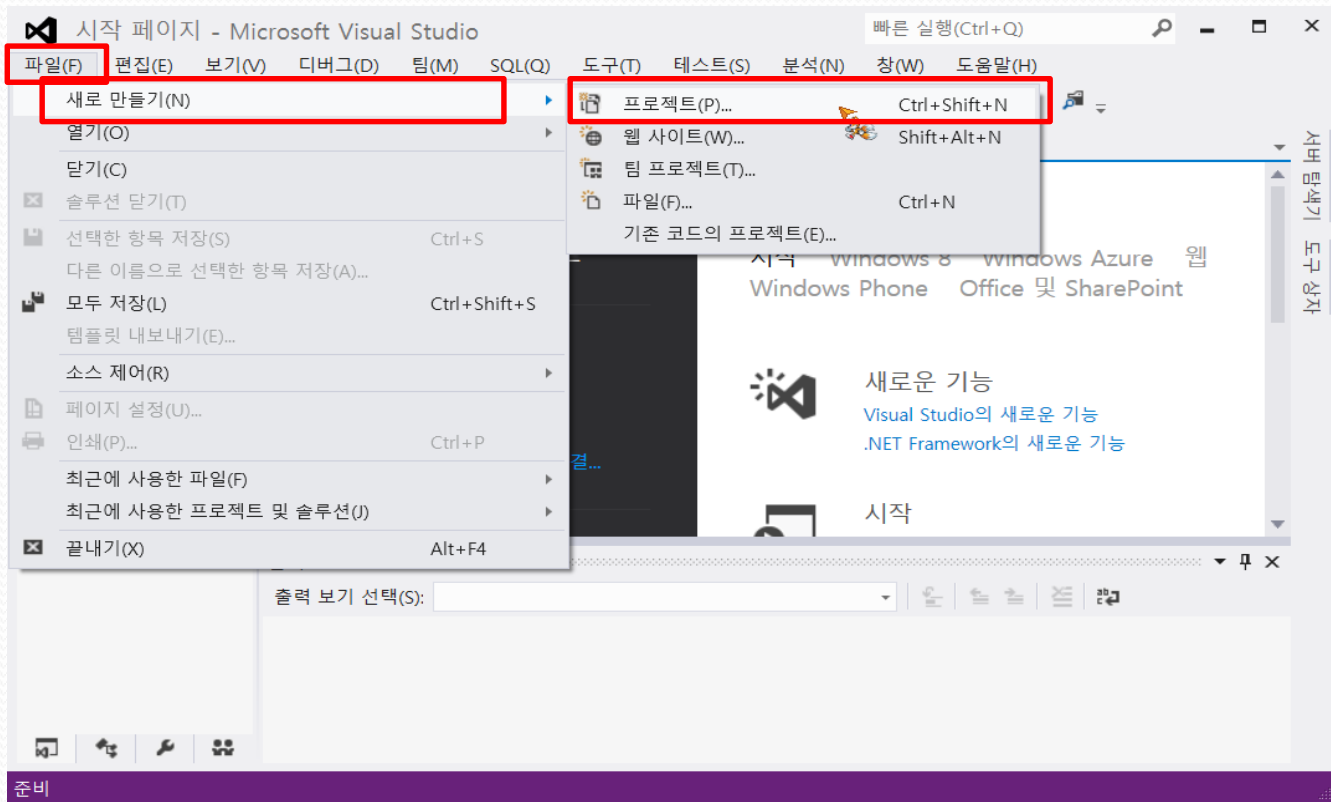 시작 페이지 - Microsoft Visual Studio
빠른 실행(Ctrl+Q)
파일(F) 편집(E) 보기(V) 디버그(D) 팀(M) SQL(Q) 도구(T) 테스트(S) 분석(N) 창(W) 도움말(H)
새로 만들기(N)
열기(O)
닫기(C)
솔루션 닫기(T)
선택한 항목 저장(S) Ctrl+S
다른 이름으로 선택한 항목 저장(A)...
모두 저장(L) Ctrl+Shift+S
템플릿 내보내기(E)...
소스 제어(R)
페이지 설정(U)...
인쇄(P)... Ctrl+P
최근에 사용한 파일(F)
최근에 사용한 프로젝트 및 솔루션(J)
끝내기(X) Alt+F4
프로젝트(P)... Ctrl+Shift+N
웹 사이트(W)... Shift+Alt+N
팀 프로젝트(T)...
파일(F)... Ctrl+N
기존 코드의 프로젝트(E)...
시작 Windows 8 Windows Azure 웹
Windows Phone Office 및 SharePoint
새로운 기능
Visual Studio의 새로운 기능
.NET Framework의 새로운 기능
결...
시작
서버 탐색기
도구 상자
출력 보기 선택(S):
준비